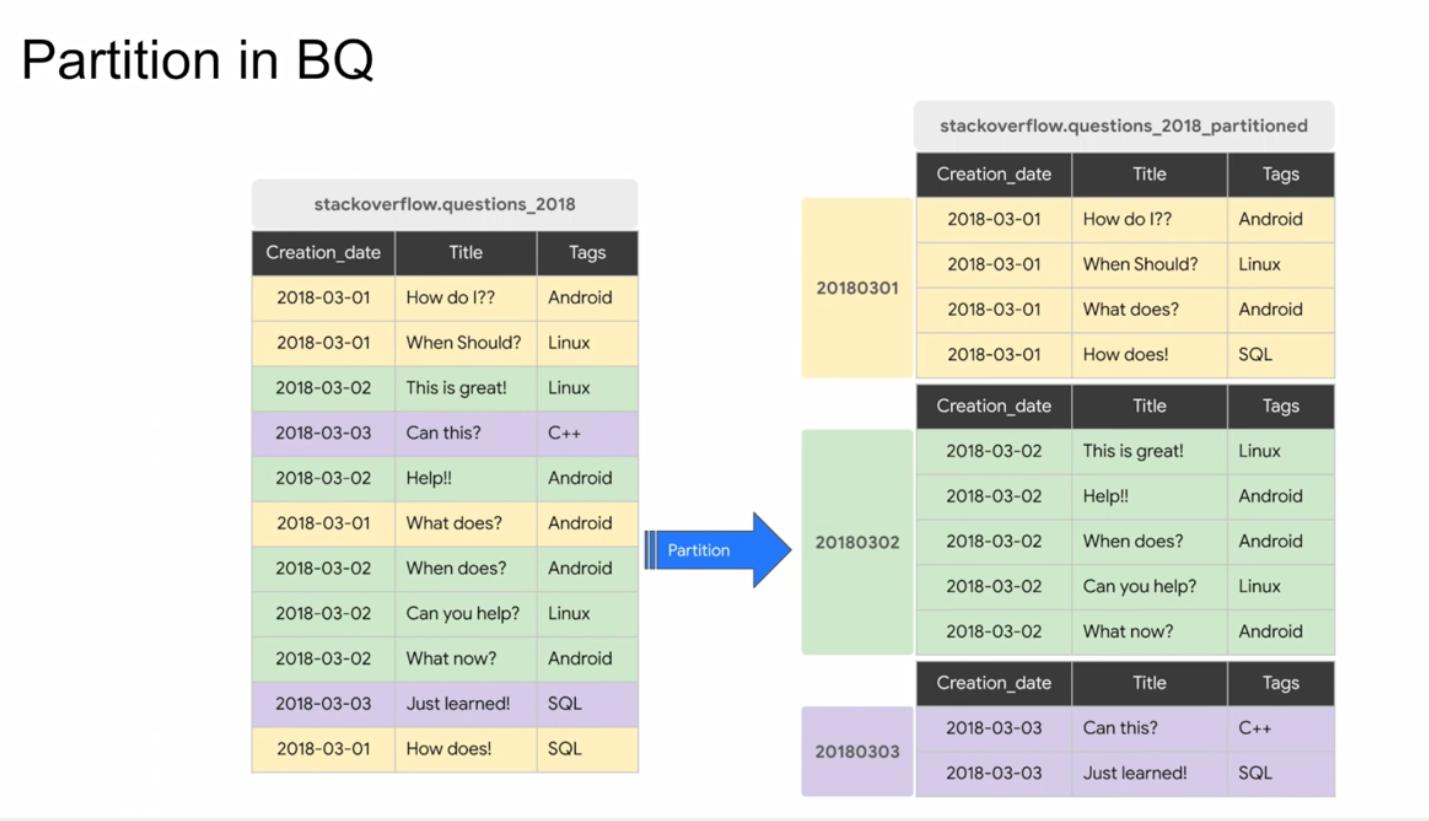 Partition in BQ
stackoverflow.questions_2018
Creation_date Title Tags
2018-03-01 How do I?? Android
2018-03-01 When Should? Linux
2018-03-02 This is great! Linux
2018-03-03 Can this? C++
2018-03-02 Help!! Android
2018-03-01 What does? Android
2018-03-02 When does? Android
2018-03-02 Can you help? Linux
2018-03-02 What now? Android
2018-03-03 Just learned! SQL
2018-03-01 How does! SQL
Partition
stackoverflow.questions_2018_partitioned
Creation_date Title Tags
20180301
2018-03-01 How do I?? Android
2018-03-01 When Should? Linux
2018-03-01 What does? Android
2018-03-01 How does! SQL
Creation_date Title Tags
20180302
2018-03-02 This is great! Linux
2018-03-02 Help!! Android
2018-03-02 When does? Android
2018-03-02 Can you help? Linux
2018-03-02 What now? Android
Creation_date Title Tags
20180303
2018-03-03 Can this? C++
2018-03-03 Just learned! SQL